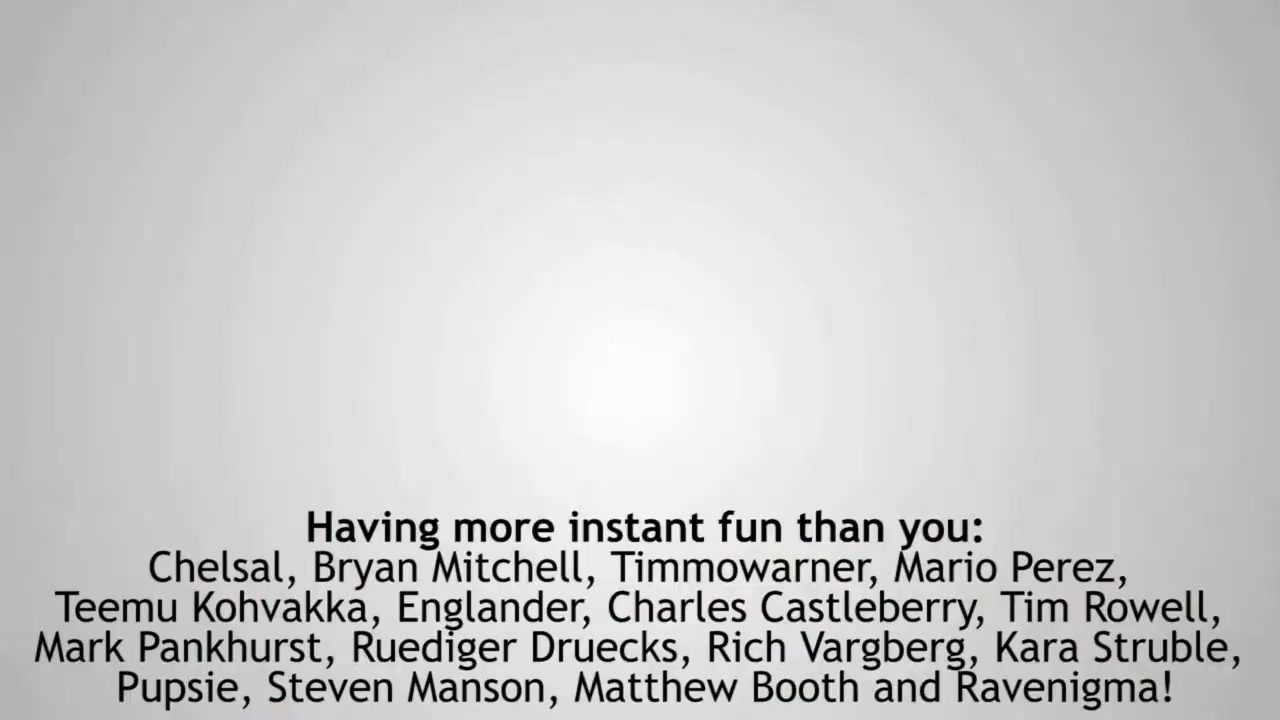 Having more instant fun than you:
Chelsal, Bryan Mitchell, Timmowarner, Mario Perez,
Teemu Kohvakka, Englander, Charles Castleberry, Tim Rowell,
Mark Pankhurst, Ruediger Druecks, Rich Vargberg, Kara Struble,
Pupsie, Steven Manson, Matthew Booth and Ravenigma!